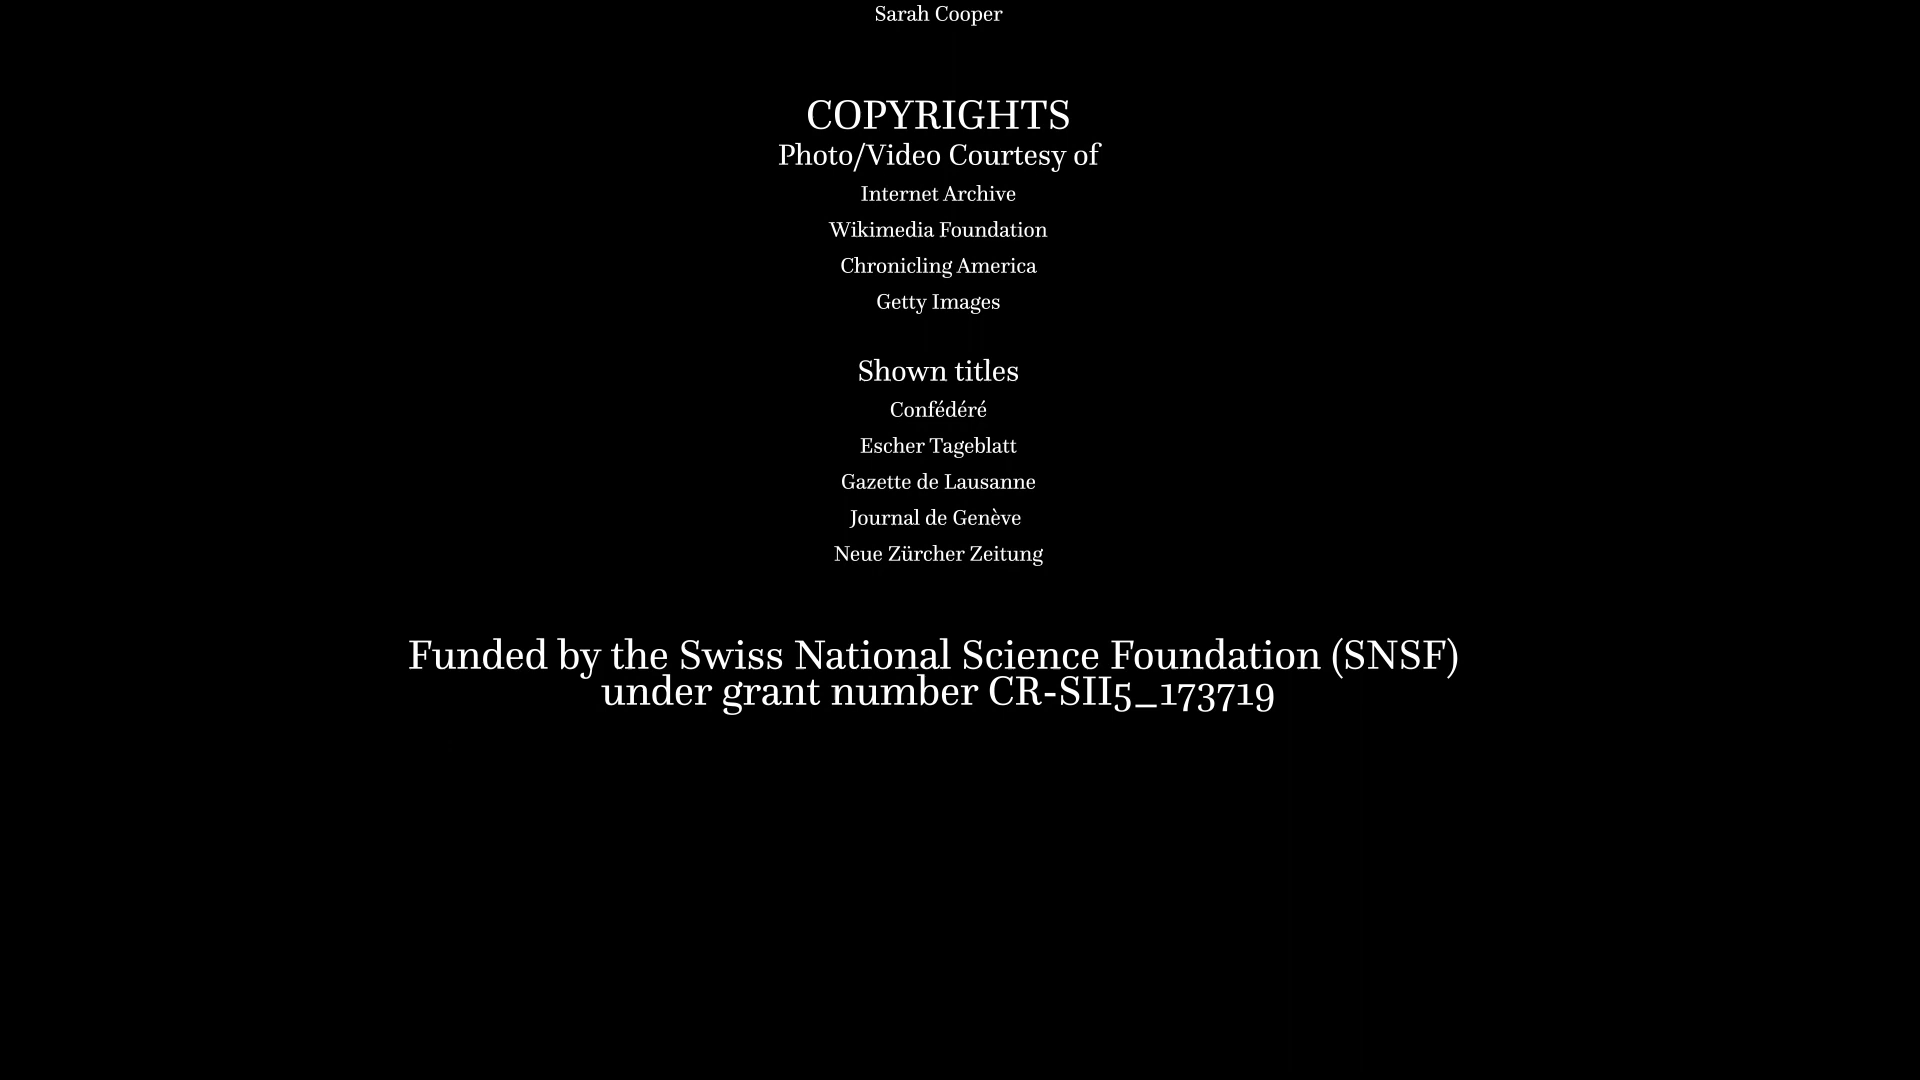 Sarah Cooper
COPYRIGHTS
Photo/Video Courtesy of
Internet Archive
Wikimedia Foundation
Chronicling America
Getty Images
Shown titles
Confédéré
Escher Tageblatt
Gazette de Lausanne
Journal de Genève
Neue Zürcher Zeitung
Funded by the Swiss National Science Foundation (SNSF)
under grant number CR-SII5_173719